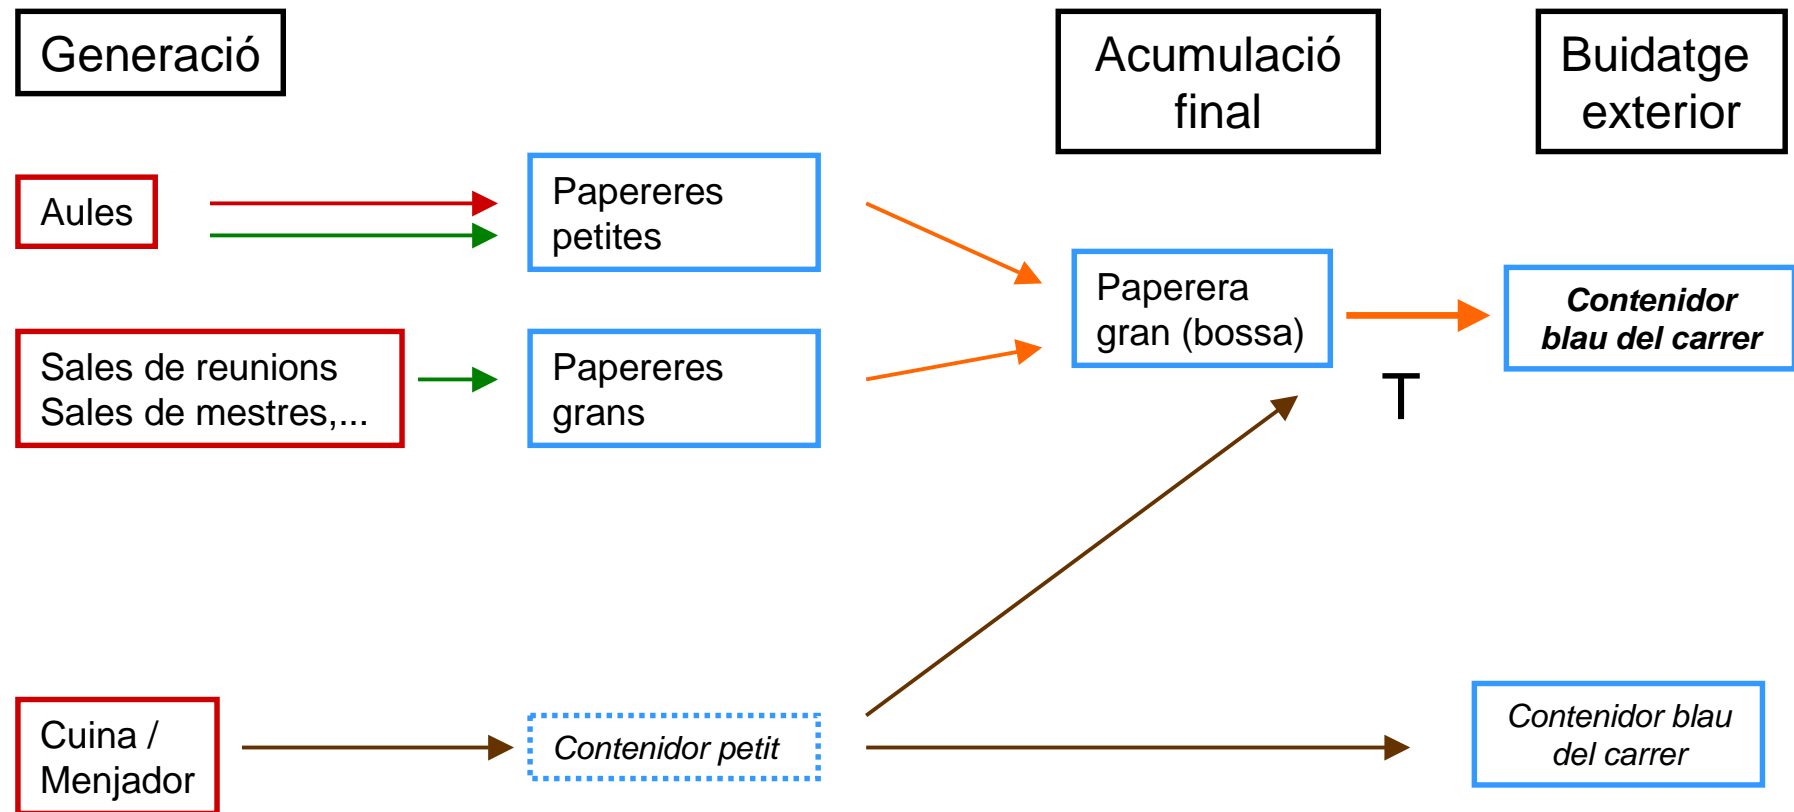 Generació
Acumulació
final
Buidatge
exterior
Aules
Papereres
petites
Paperera
gran (bossa)
Contenidor
blau del carrer
Sales de reunions
Sales de mestres,...
Papereres
grans
T
Cuina /
Menjador
Contenidor petit
Contenidor blau
del carrer